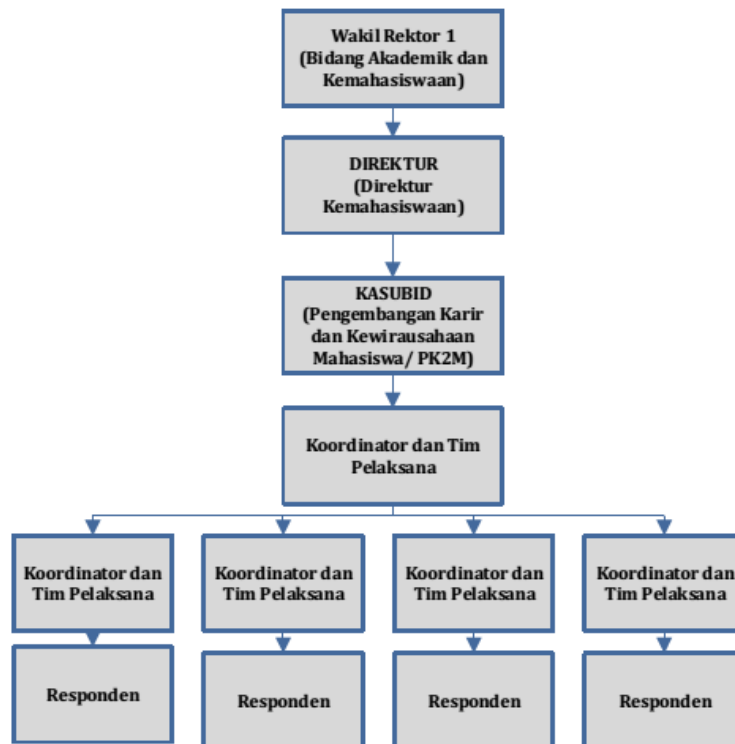 Wakil Rektor 1
(Bidang Akademik dan
Kemahasiswaan)
DIREKTUR
(Direktur
Kemahasiswaan)
KASUBID
(Pengembangan Karir
dan Kewirausahaan
Mahasiswa/ PK2M)
Koordinator dan Tim
Pelaksana
Koordinator dan
Tim Pelaksana
Koordinator dan
Tim Pelaksana
Koordinator dan
Tim Pelaksana
Koordinator dan
Tim Pelaksana
Responden
Responden
Responden
Responden